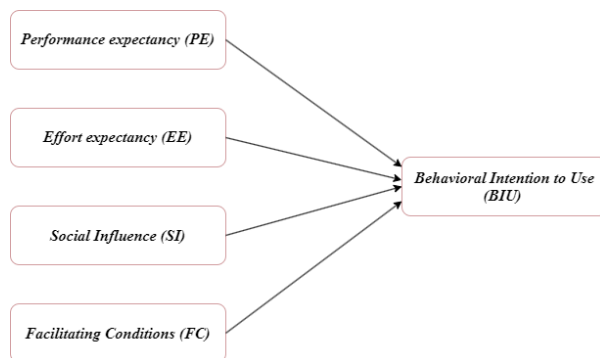 Performance expectancy (PE)
Effort expectancy (EE)
Social Influence (SI)
Facilitating Conditions (FC)
Behavioral Intention to Use
(BIU)